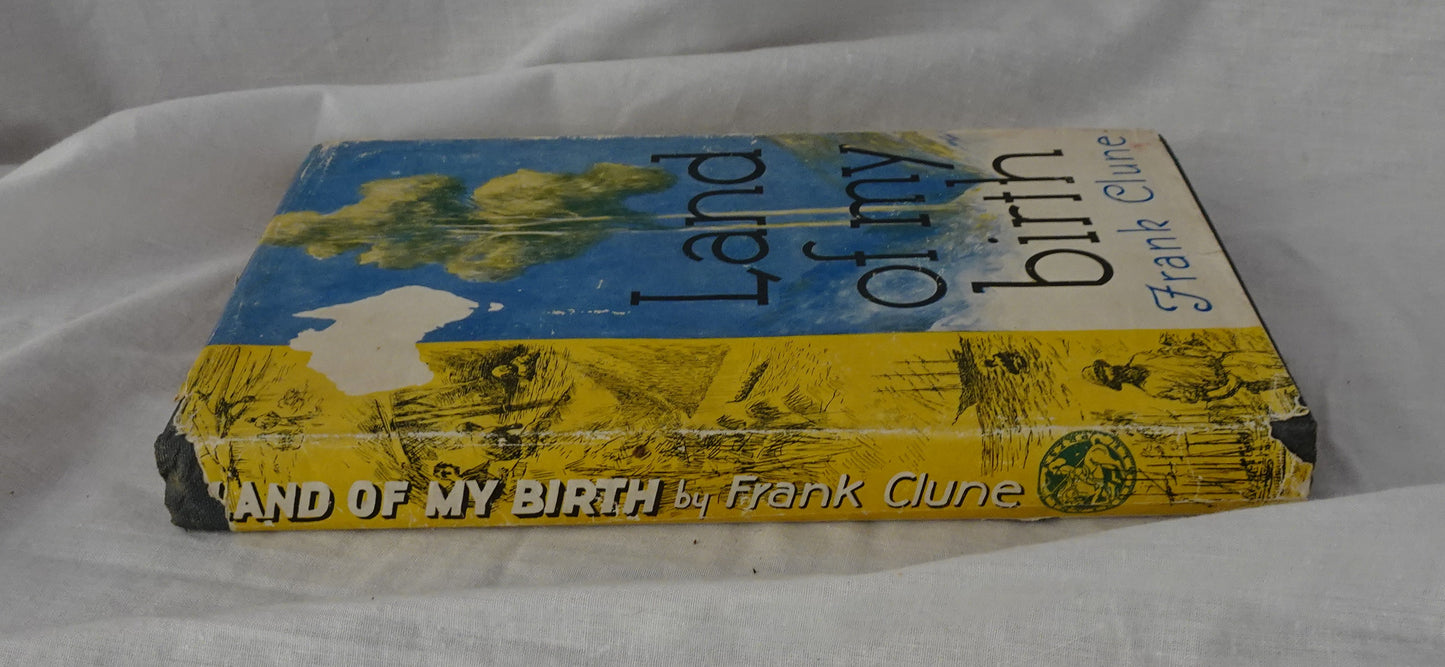 Land
of my
birth
Frank Clune
LAND OF MY BIRTH by Frank Clune